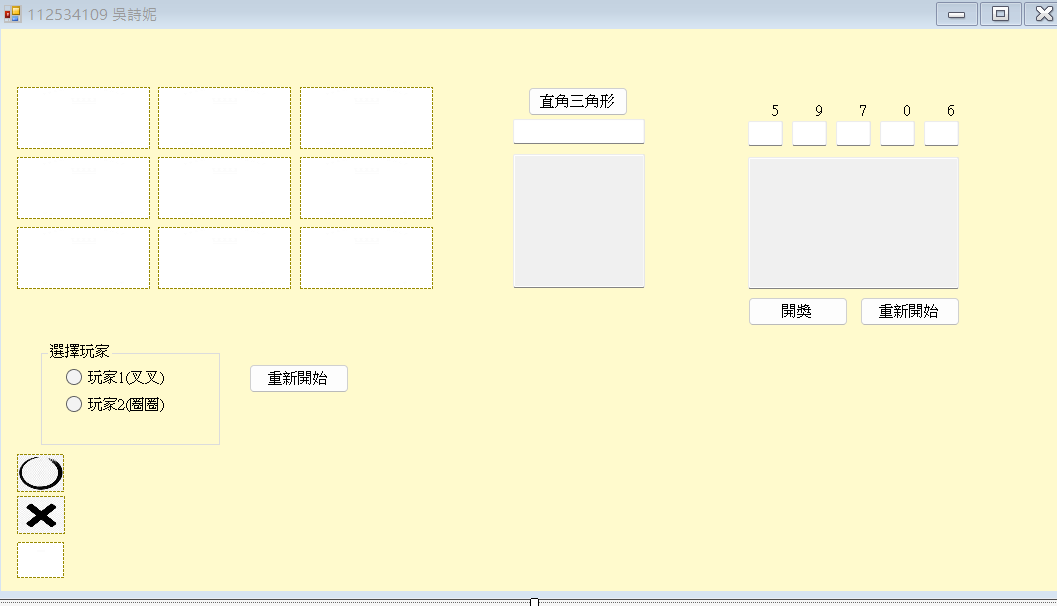 112534109 吳詩妮
直角三角形
5 9 7 0 6
開獎 重新開始
選擇玩家
玩家1(叉叉)
玩家2(圈圈)
重新開始